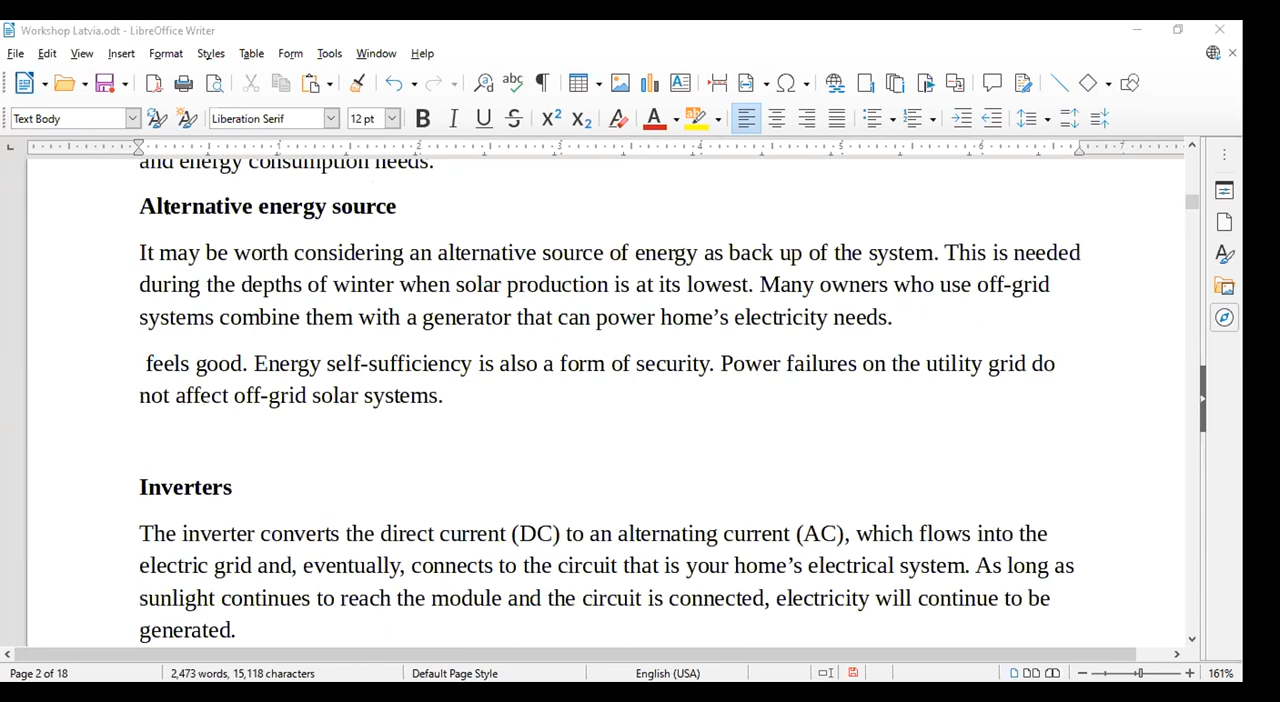 Workshop Latvia.odt - LibreOffice Writer
File Edit View Insert Format Styles Table Form Tools Window Help
Text Body Liberation Serif 12 pt
1 2 3 4 5 6 7
and energy consumption needs.
Alternative energy source
It may be worth considering an alternative source of energy as back up of the system. This is needed
during the depths of winter when solar production is at its lowest. Many owners who use off-grid
systems combine them with a generator that can power home’s electricity needs.
feels good. Energy self-sufficiency is also a form of security. Power failures on the utility grid do
not affect off-grid solar systems.
Inverters
The inverter converts the direct current (DC) to an alternating current (AC), which flows into the
electric grid and, eventually, connects to the circuit that is your home’s electrical system. As long as
sunlight continues to reach the module and the circuit is connected, electricity will continue to be
generated.
Page 2 of 18 2,473 words, 15,118 characters Default Page Style English (USA) 161%